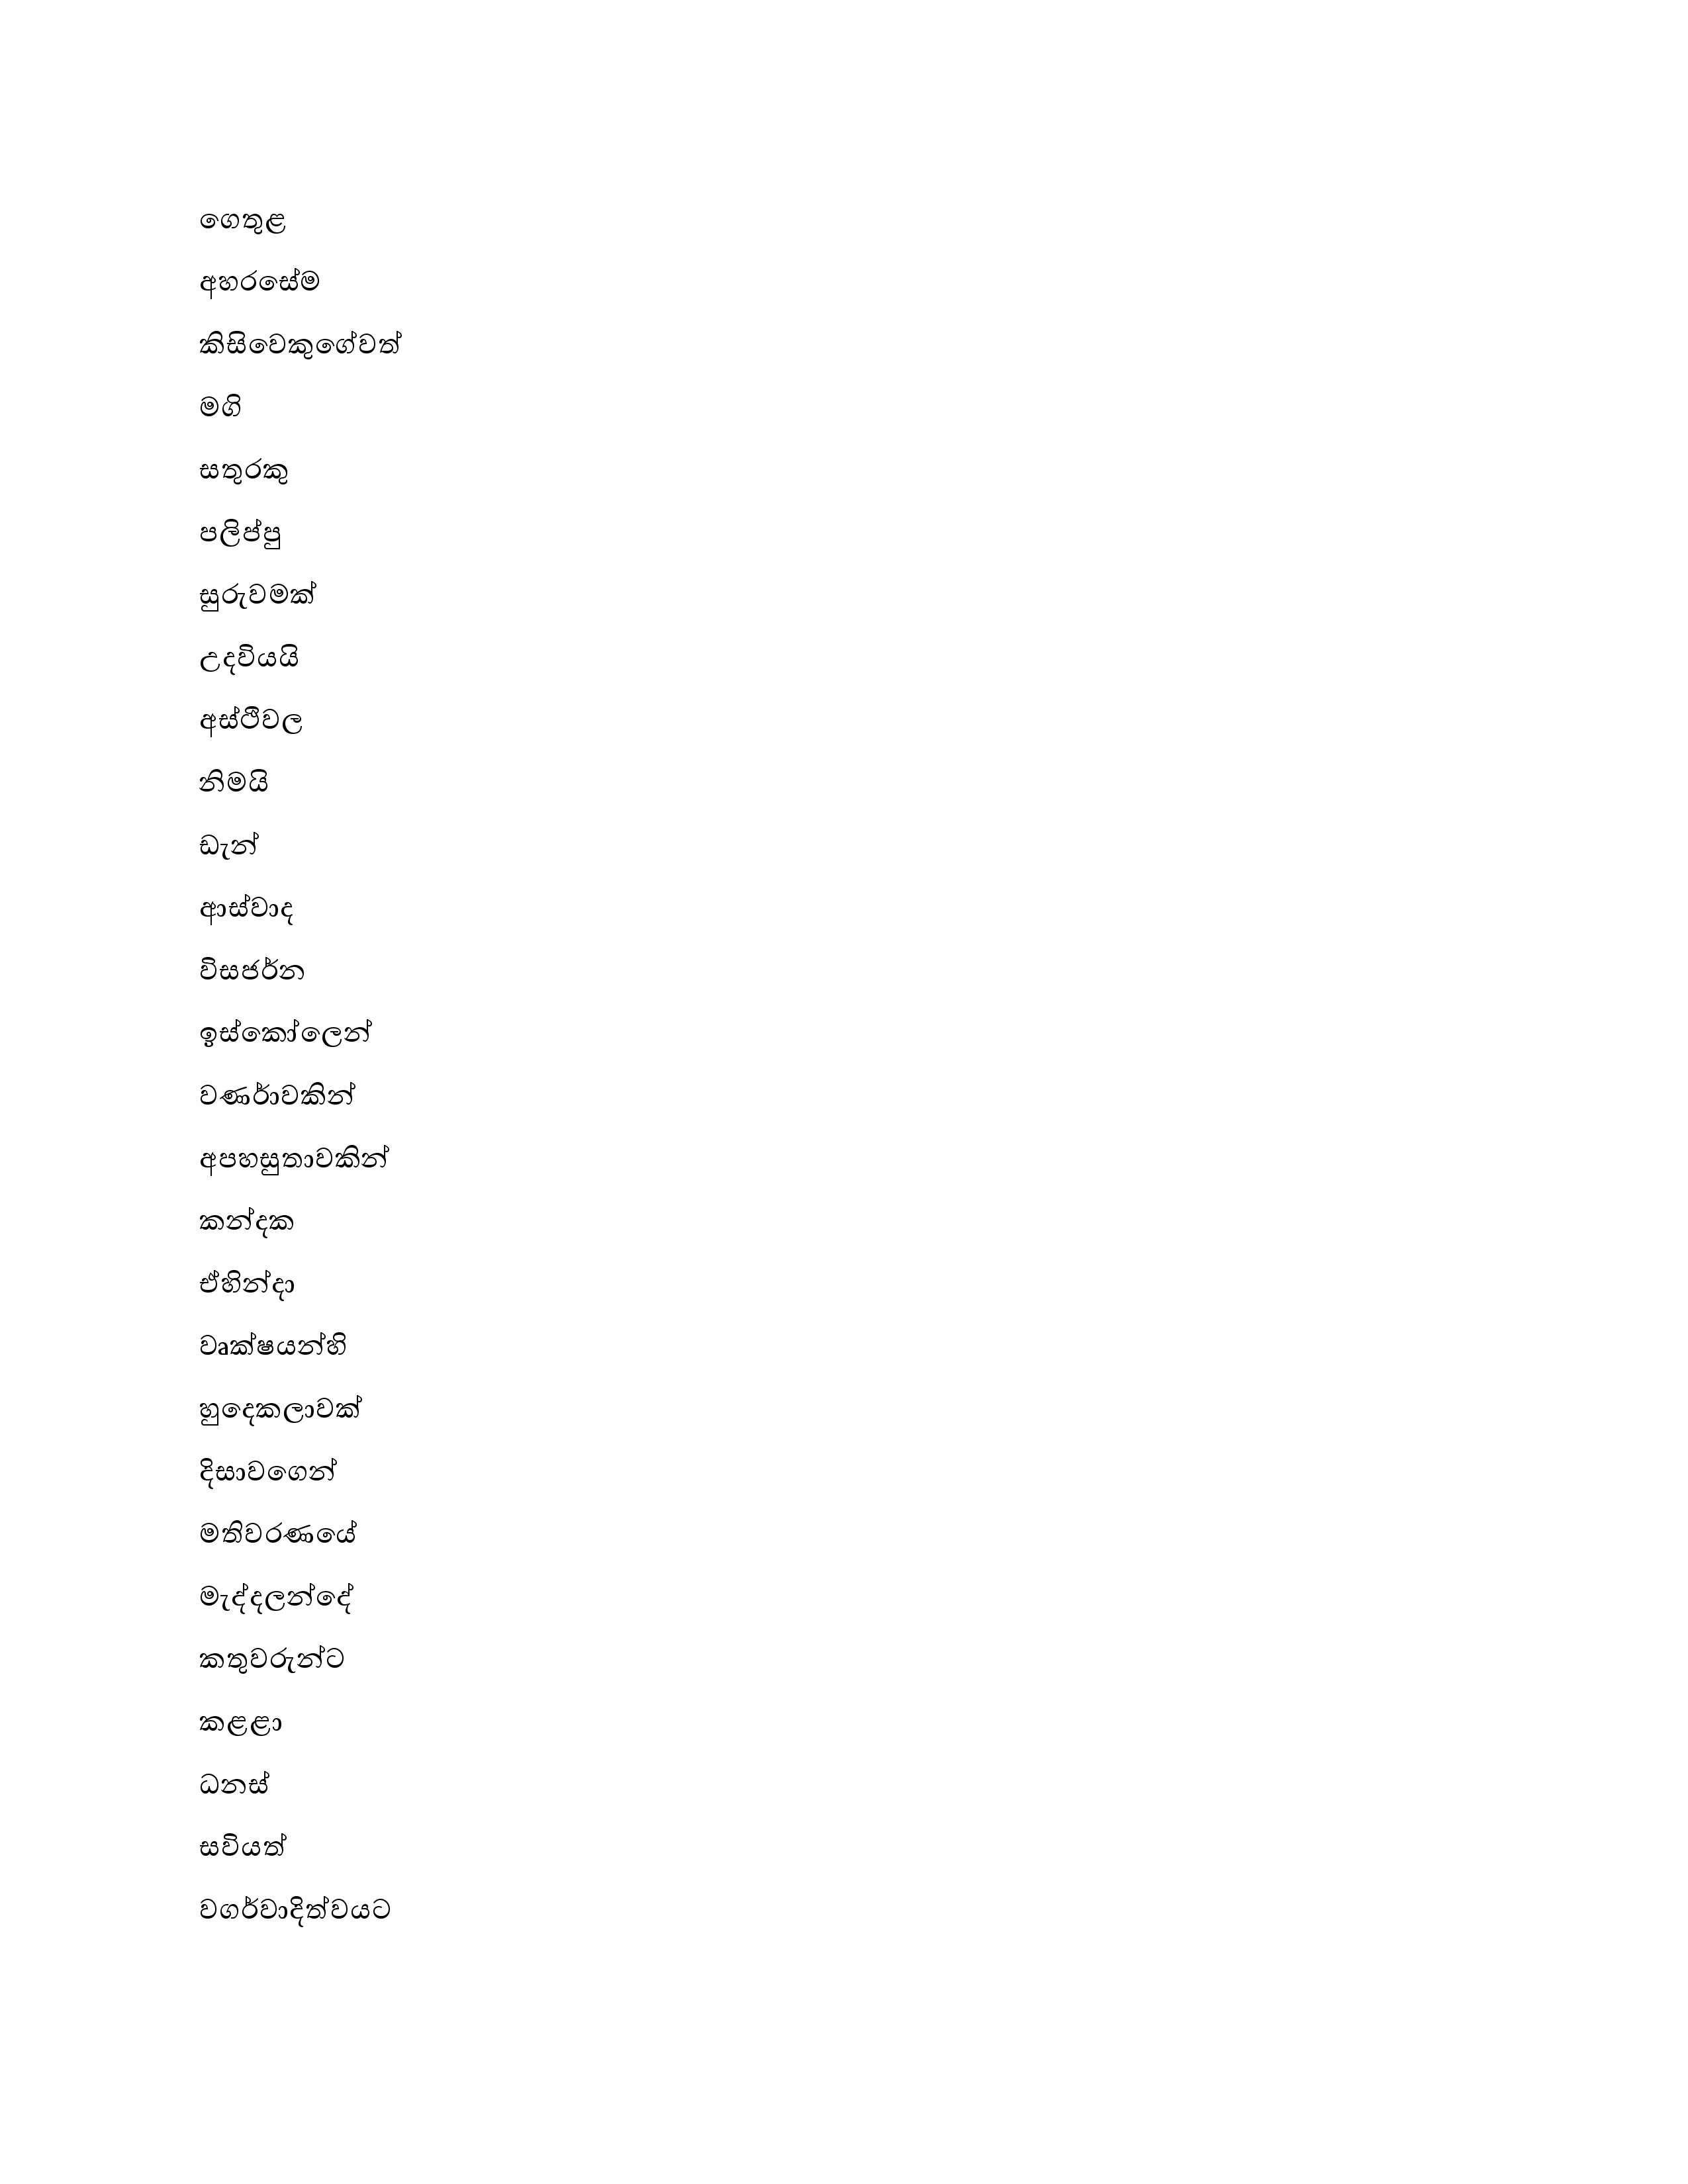 ගෙතුළ
අහරසේම
කිසිවෙකුගේවත්
මගි
සතුරකු
පලිප්පු
සුරුවමක්
උදවියයි
අස්ථිවල
නිමයි
ඩැන්
ආස්වාද
විසජර්න
ඉස්කෝලෙන්
වණර්ාවකින්
අපහසුතාවකින්
කන්දක
ඒහින්දා
වෘක්ෂයන්හි
හුදෙකලාවක්
දිසාවගෙන්
මතිවරණයේ
මැද්දලන්දේ
කතුවරුන්ට
කළළා
ධනස්
සවියත්
වගර්වාදිත්වයට